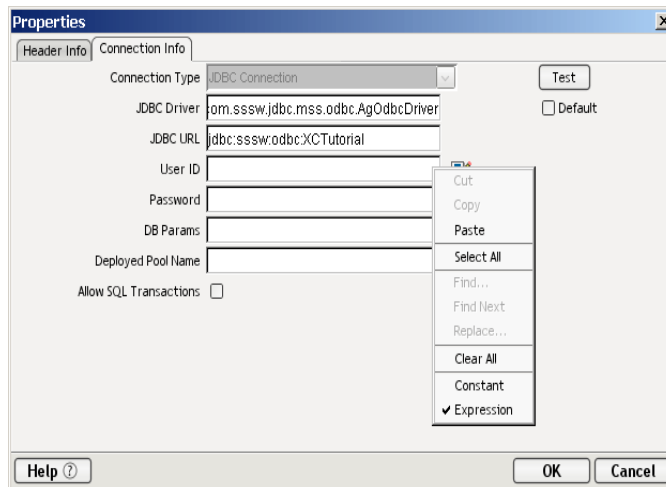 Properties
Header Info Connection Info
Connection Type JDBC Connection Test
JDBC Driver com.sssw.jdbc.mss.odbc.AgOdbcDriver Default
JDBC URL jdbc:sssw:odbc:XCTutorial
User ID
Password
DB Params
Deployed Pool Name
Allow SQL Transactions
Cut
Copy
Paste
Select All
Find...
Find Next
Replace...
Clear All
Constant
Expression
Help ?
OK Cancel